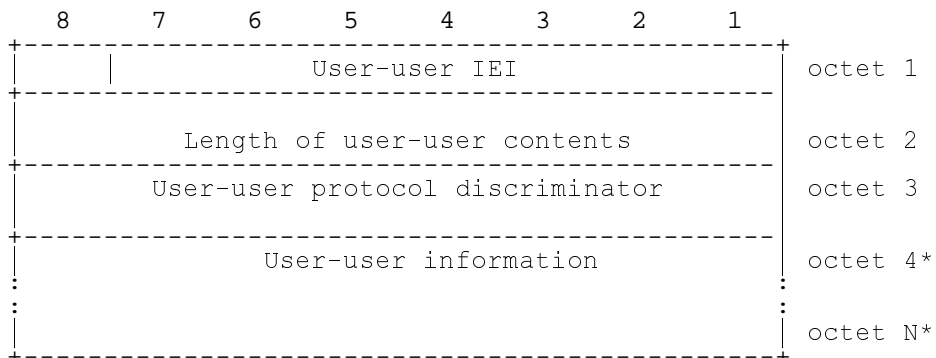 8 7 6 5 4 3 2 1
User-user IEI octet 1
Length of user-user contents octet 2
User-user protocol discriminator octet 3
User-user information octet 4*
octet N*